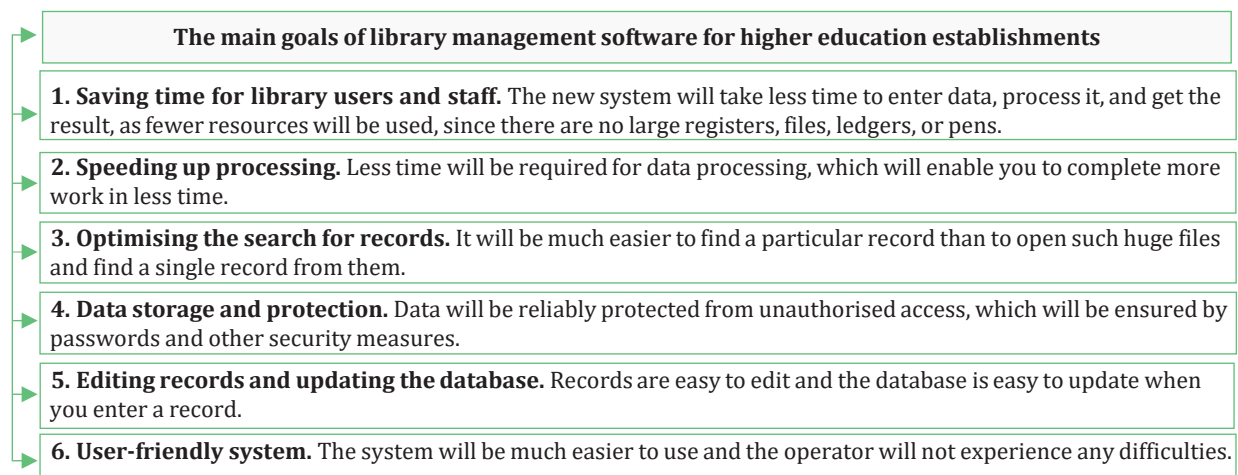 The main goals of library management software for higher education establishments
1. Saving time for library users and staff. The new system will take less time to enter data, process it, and get the
result, as fewer resources will be used, since there are no large registers, files, ledgers, or pens.
2. Speeding up processing. Less time will be required for data processing, which will enable you to complete more
work in less time.
3. Optimising the search for records. It will be much easier to find a particular record than to open such huge files
and find a single record from them.
4. Data storage and protection. Data will be reliably protected from unauthorised access, which will be ensured by
passwords and other security measures.
5. Editing records and updating the database. Records are easy to edit and the database is easy to update when
you enter a record.
6. User-friendly system. The system will be much easier to use and the operator will not experience any difficulties.